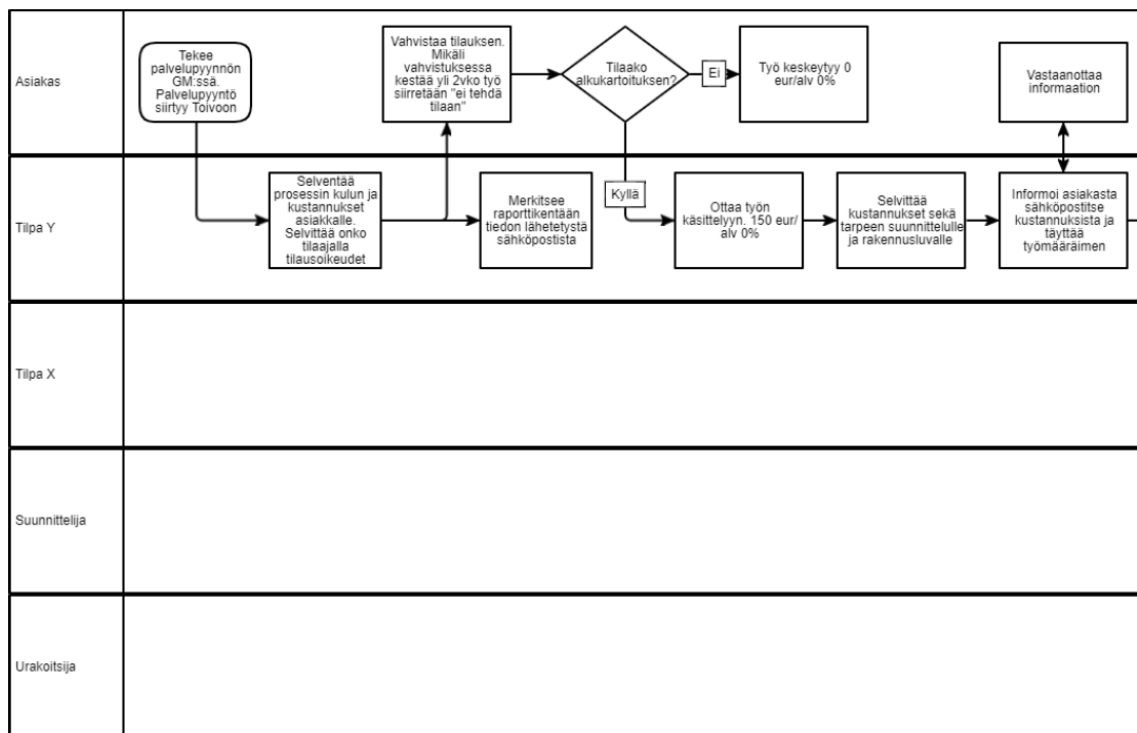 Asiakas
Tekee
palvelupyynnön
GM:ssä.
Palvelupyyntö
siirtyy Toivoon
Vahvistaa tilauksen.
Mikäli
vahvistuksessa
kestää yli 2vko työ
siirretään "ei tehdä
tilaan"
Tilaako
alkukartoituksen?
Ei
Työ keskeytyy 0
eur/alv 0%
Vastaanottaa
informaation
Tilpa Y
Selventää
prosessin kulun ja
kustannukset
asiakkalle.
Selvittää onko
tilaajalla
tilausoikeudet
Merkitsee
raporttikentään
tiedon lähetetystä
sähköpostista
Kyllä
Ottaa työn
käsittelyyn. 150 eur/
alv 0%
Selvittää
kustannukset sekä
tarpeen suunnittelulle
ja rakennusluvalle
Informoi asiakasta
sähköpostitse
kustannuksista ja
täyttää
työmääräimen
Tilpa X
Suunnittelija
Urakoitsija